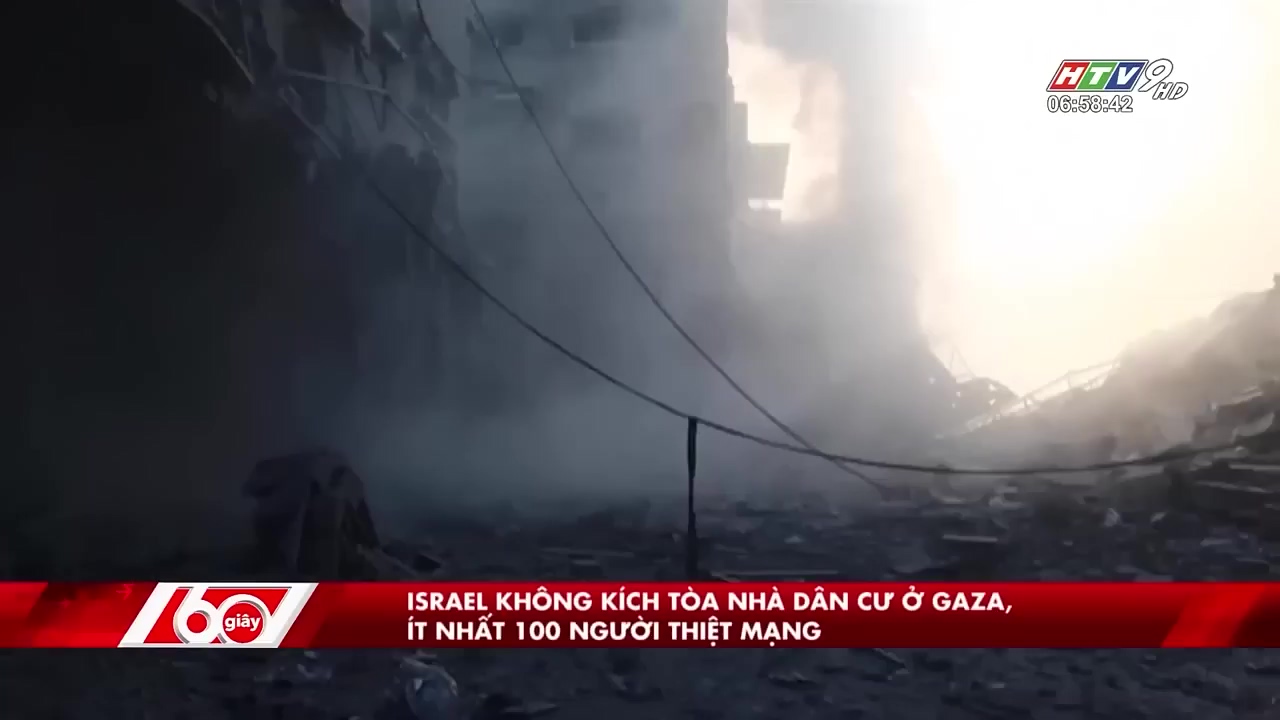 HTV9 HD
06:58:42
60 giây
ISRAEL KHÔNG KÍCH TÒA NHÀ DÂN CƯ Ở GAZA,
ÍT NHẤT 100 NGƯỜI THIỆT MẠNG